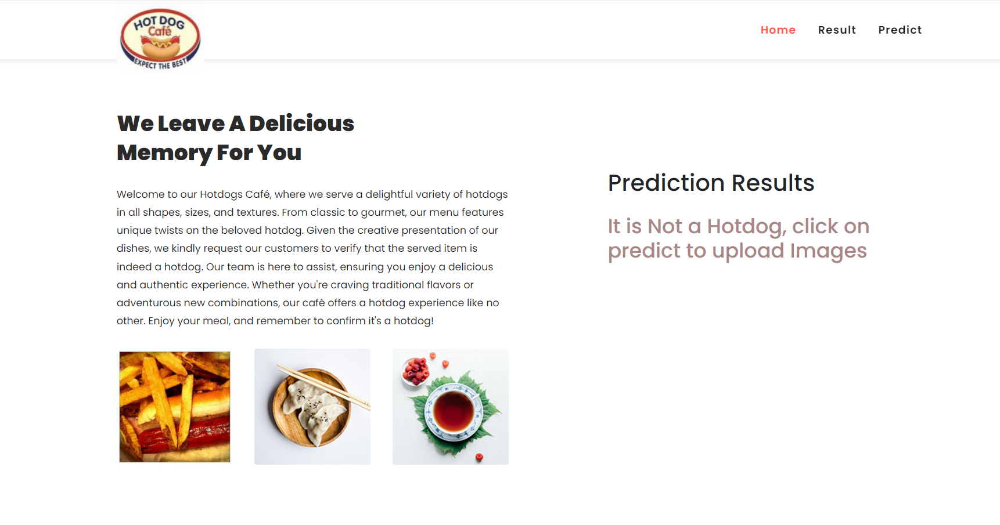 HOT DOG
Café
EXPECT THE BEST
Home Result Predict
We Leave A Delicious
Memory For You
Welcome to our Hotdogs Café, where we serve a delightful variety of hotdogs
in all shapes, sizes, and textures. From classic to gourmet, our menu features
unique twists on the beloved hotdog. Given the creative presentation of our
dishes, we kindly request our customers to verify that the served item is
indeed a hotdog. Our team is here to assist, ensuring you enjoy a delicious
and authentic experience. Whether you're craving traditional flavors or
adventurous new combinations, our café offers a hotdog experience like no
other. Enjoy your meal, and remember to confirm it's a hotdog!
Prediction Results
It is Not a Hotdog, click on
predict to upload Images